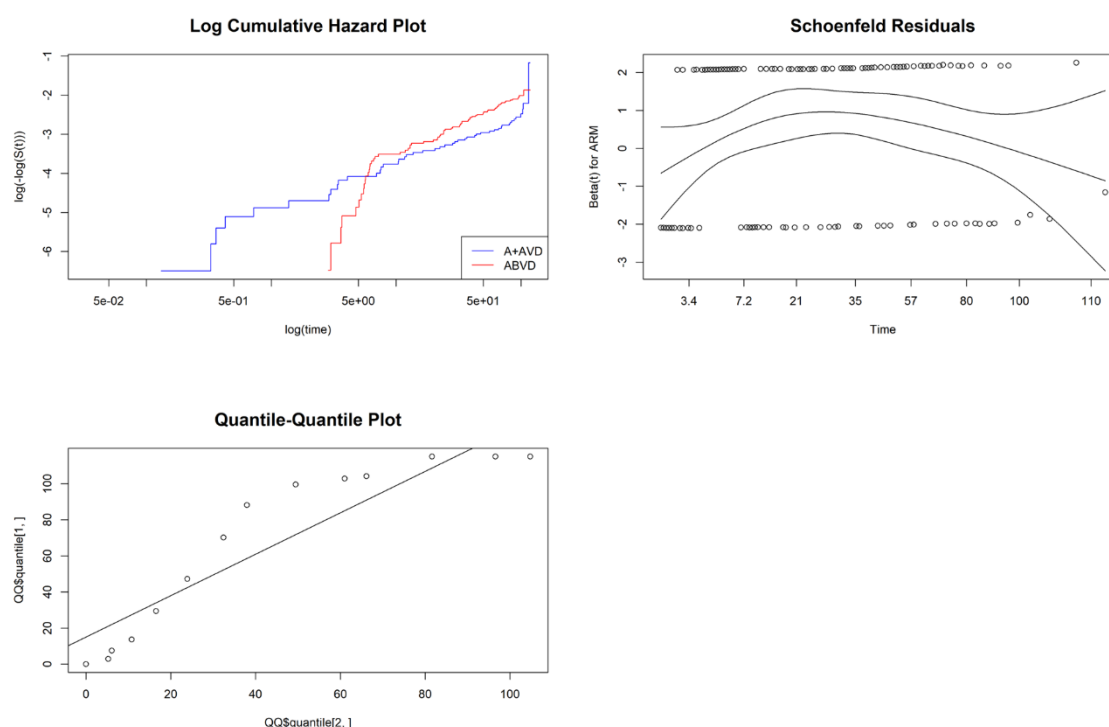 Log Cumulative Hazard Plot
log(-log(S(t)))
-1
-2
-3
-4
-5
-6
A+AVD
ABVD
5e-02 5e-01 5e+00 5e+01
log(time)
Schoenfeld Residuals
Beta(t) for ARM
2
1
0
-1
-2
-3
3.4 7.2 21 35 57 80 100 110
Time
Quantile-Quantile Plot
QQ$quantile[1, ]
100
80
60
40
20
0
0 20 40 60 80 100
QQ$quantile[2, ]